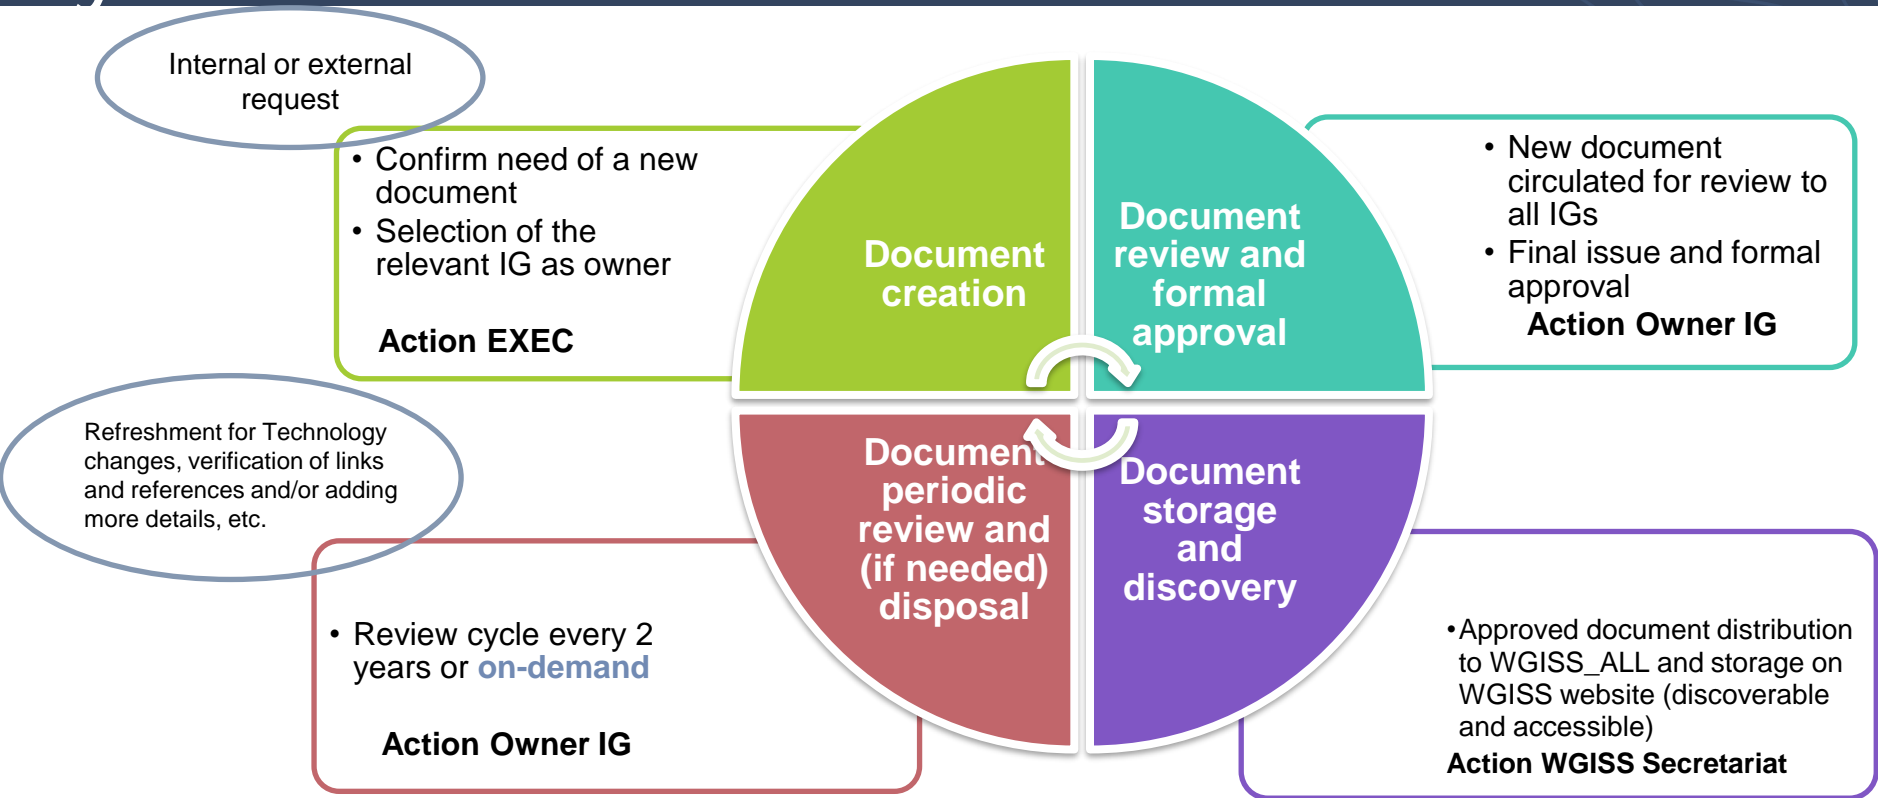 Internal or external
request
• Confirm need of a new
document
• Selection of the
relevant IG as owner
Action EXEC
Document
creation
Document
review and
formal
approval
• New document
circulated for review to
all IGs
• Final issue and formal
approval
Action Owner IG
Refreshment for Technology
changes, verification of links
and references and/or adding
more details, etc.
• Review cycle every 2
years or on-demand
Action Owner IG
Document
periodic
review and
(if needed)
disposal
Document
storage
and
discovery
•Approved document distribution
to WGISS_ALL and storage on
WGISS website (discoverable
and accessible)
Action WGISS Secretariat